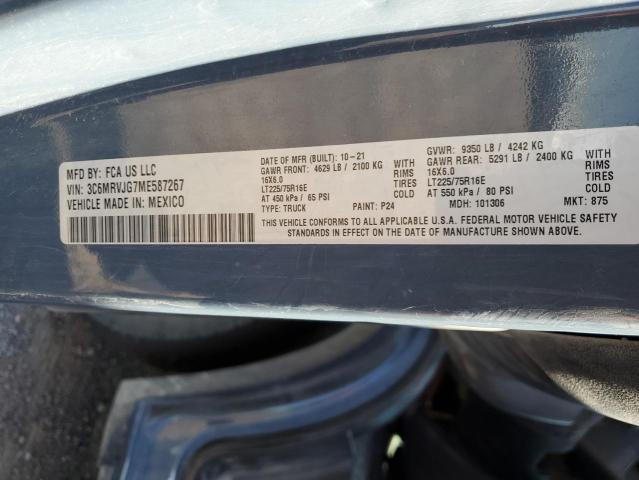 MFD BY: FCA US LLC
VIN: 3C6MRVJG7ME587267
VEHICLE MADE IN: MEXICO
DATE OF MFR (BUILT): 10-21
GAWR FRONT: 4629 LB / 2100 KG
16X6.0
LT225/75R16E
AT 450 kPa / 65 PSI
TYPE: TRUCK
WITH
TIRES
RIMS
COLD
PAINT: P24
GVWR: 9350 LB / 4242 KG
GAWR REAR: 5291 LB / 2400 KG
16X6.0
LT225/75R16E
AT 550 kPa / 80 PSI
WITH
TIRES
RIMS
COLD
MDH: 101306
MKT: 875
THIS VEHICLE CONFORMS TO ALL APPLICABLE U.S.A. FEDERAL MOTOR VEHICLE SAFETY
STANDARDS IN EFFECT ON THE DATE OF MANUFACTURE SHOWN ABOVE.